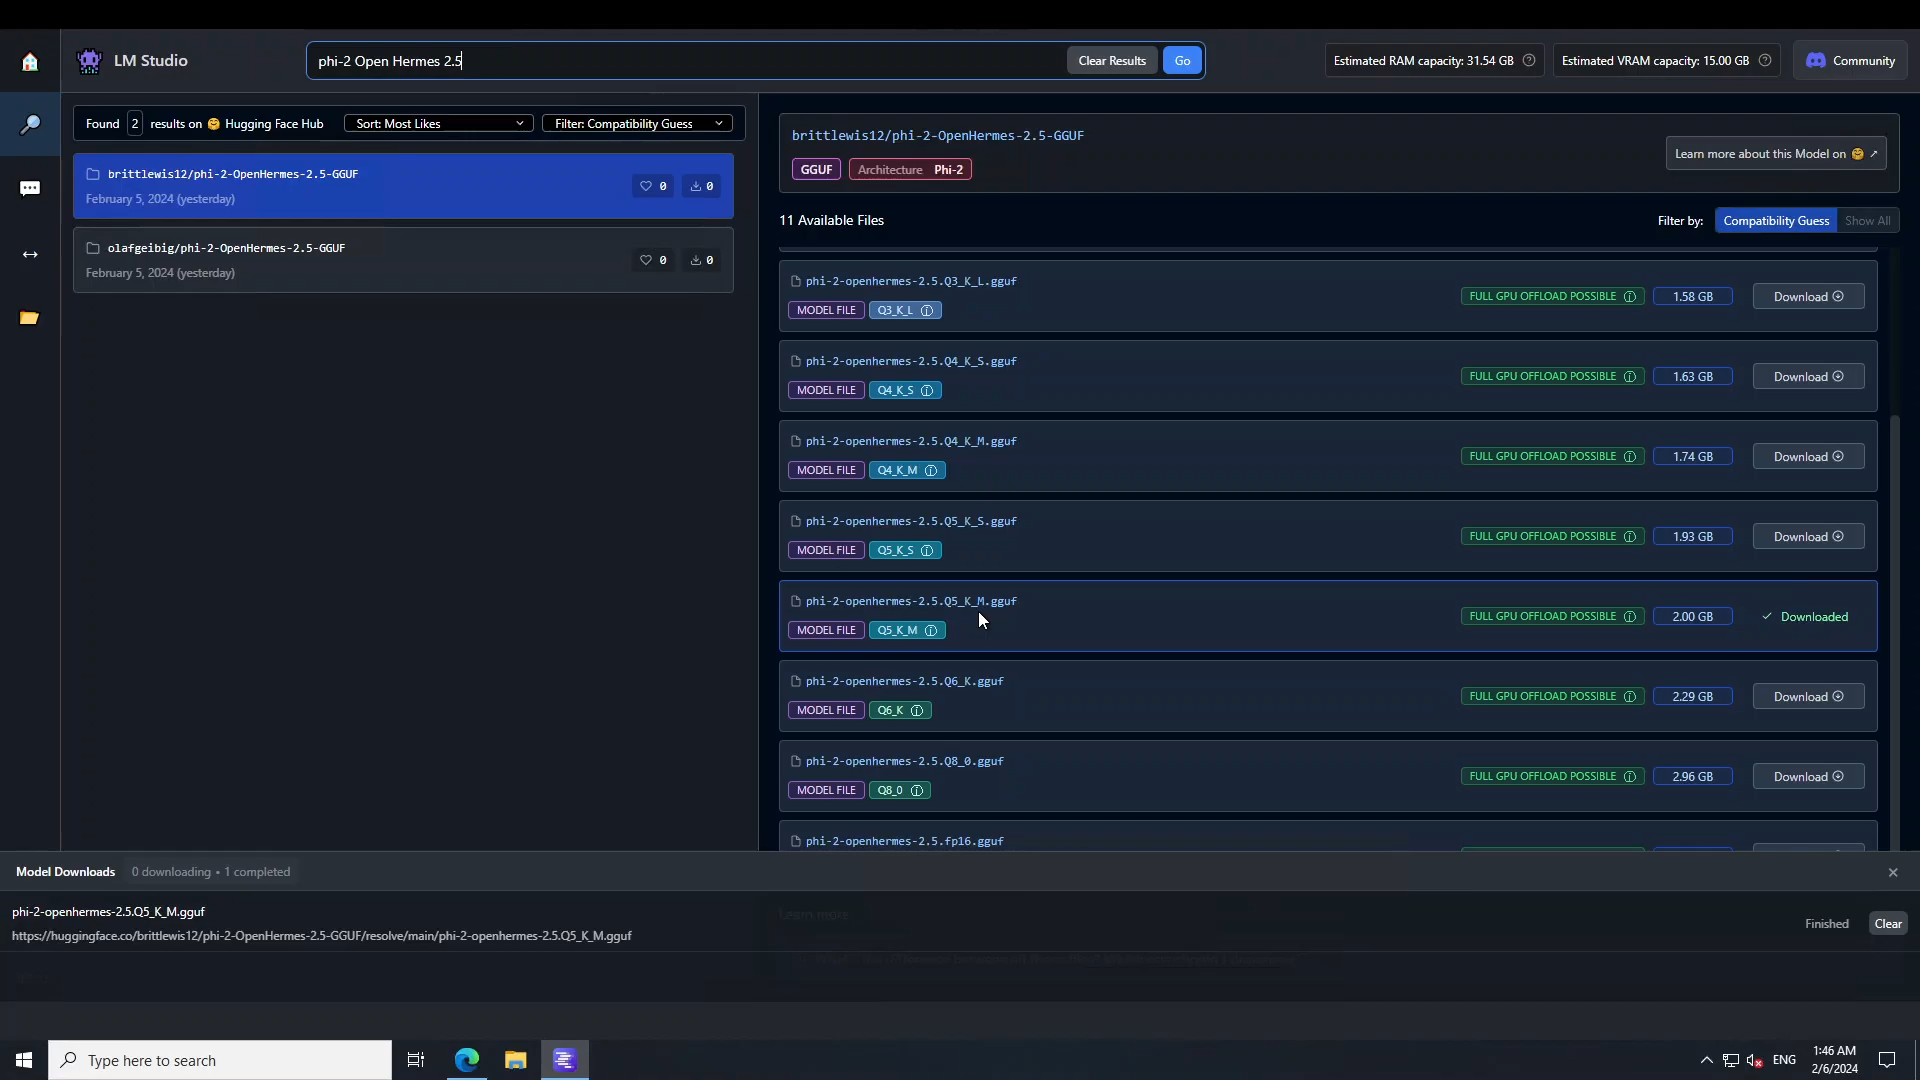 LM Studio
phi-2 Open Hermes 2.5
Clear Results
Go
Estimated RAM capacity: 31.54 GB
Estimated VRAM capacity: 15.00 GB
Community
Found 2 results on 🤗 Hugging Face Hub
Sort: Most Likes
Filter: Compatibility Guess
brittlewis12/phi-2-OpenHermes-2.5-GGUF
February 5, 2024 (yesterday)
0
0
olafgeibig/phi-2-OpenHermes-2.5-GGUF
February 5, 2024 (yesterday)
0
0
brittlewis12/phi-2-OpenHermes-2.5-GGUF
GGUF
Architecture Phi-2
Learn more about this Model on 🤗 ↗
11 Available Files
Filter by:
Compatibility Guess
Show All
phi-2-openhermes-2.5.Q3_K_L.gguf
MODEL FILE
Q3_K_L
FULL GPU OFFLOAD POSSIBLE
1.58 GB
Download
phi-2-openhermes-2.5.Q4_K_S.gguf
MODEL FILE
Q4_K_S
FULL GPU OFFLOAD POSSIBLE
1.63 GB
Download
phi-2-openhermes-2.5.Q4_K_M.gguf
MODEL FILE
Q4_K_M
FULL GPU OFFLOAD POSSIBLE
1.74 GB
Download
phi-2-openhermes-2.5.Q5_K_S.gguf
MODEL FILE
Q5_K_S
FULL GPU OFFLOAD POSSIBLE
1.93 GB
Download
phi-2-openhermes-2.5.Q5_K_M.gguf
MODEL FILE
Q5_K_M
FULL GPU OFFLOAD POSSIBLE
2.00 GB
✓ Downloaded
phi-2-openhermes-2.5.Q6_K.gguf
MODEL FILE
Q6_K
FULL GPU OFFLOAD POSSIBLE
2.29 GB
Download
phi-2-openhermes-2.5.Q8_0.gguf
MODEL FILE
Q8_0
FULL GPU OFFLOAD POSSIBLE
2.96 GB
Download
phi-2-openhermes-2.5.fp16.gguf
Model Downloads
0 downloading • 1 completed
phi-2-openhermes-2.5.Q5_K_M.gguf
https://huggingface.co/brittlewis12/phi-2-OpenHermes-2.5-GGUF/resolve/main/phi-2-openhermes-2.5.Q5_K_M.gguf
Learn more
Finished
Clear
Type here to search
ENG
1:46 AM
2/6/2024